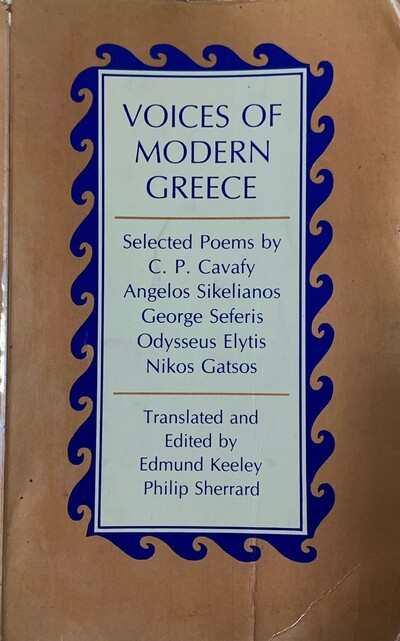 VOICES OF
MODERN
GREECE
Selected Poems by
C. P. Cavafy
Angelos Sikelianos
George Seferis
Odysseus Elytis
Nikos Gatsos
Translated and
Edited by
Edmund Keeley
Philip Sherrard